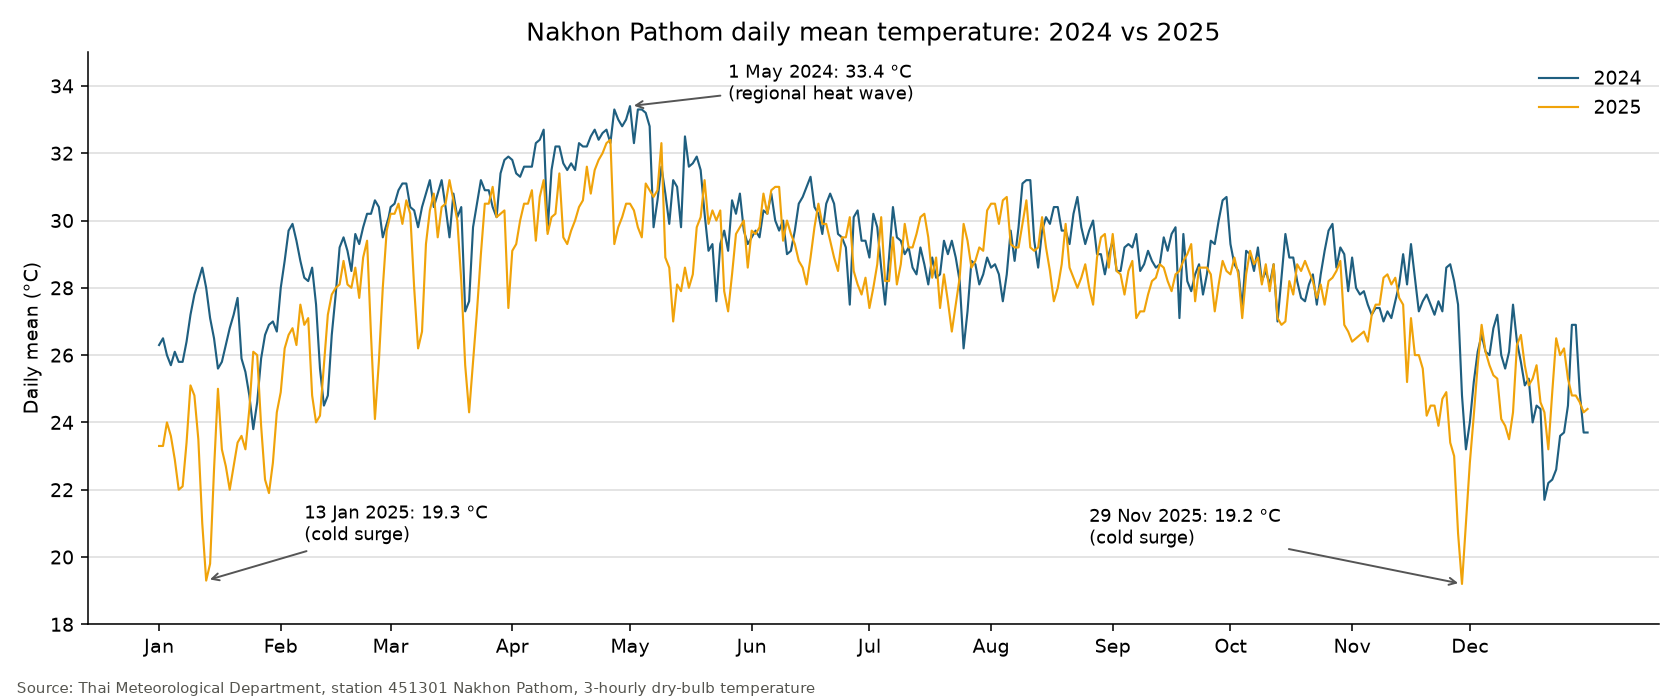 Nakhon Pathom daily mean temperature: 2024 vs 2025
1 May 2024: 33.4 °C
(regional heat wave)
2024
2025
Daily mean (°C)
34
32
30
28
26
24
22
20
18
13 Jan 2025: 19.3 °C
(cold surge)
29 Nov 2025: 19.2 °C
(cold surge)
Jan Feb Mar Apr May Jun Jul Aug Sep Oct Nov Dec
Source: Thai Meteorological Department, station 451301 Nakhon Pathom, 3-hourly dry-bulb temperature